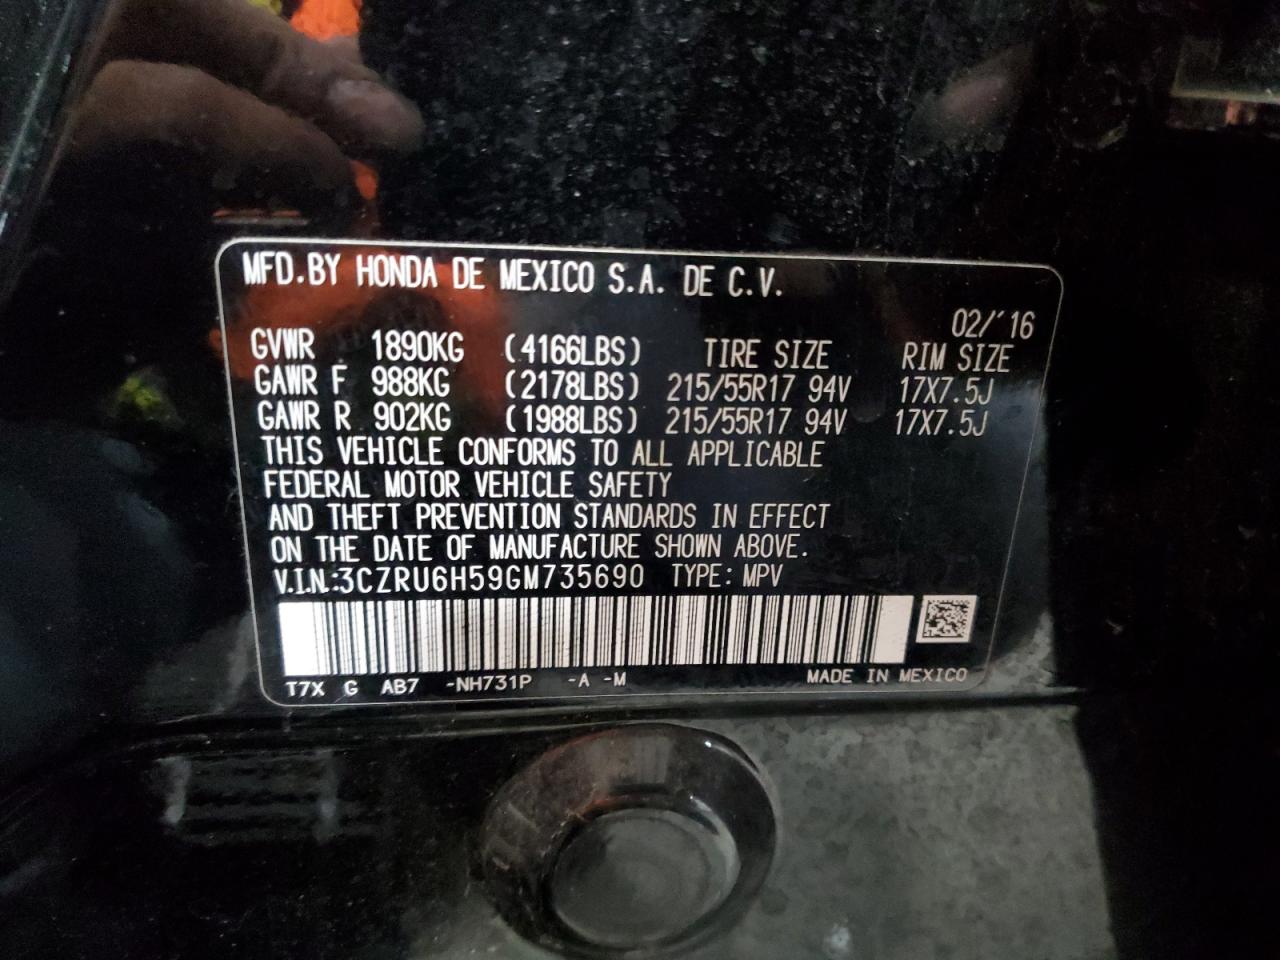 MFD.BY HONDA DE MEXICO S.A. DE C.V.
02/'16
GVWR 1890KG (4166LBS) TIRE SIZE RIM SIZE
GAWR F 988KG (2178LBS) 215/55R17 94V 17X7.5J
GAWR R 902KG (1988LBS) 215/55R17 94V 17X7.5J
THIS VEHICLE CONFORMS TO ALL APPLICABLE
FEDERAL MOTOR VEHICLE SAFETY
AND THEFT PREVENTION STANDARDS IN EFFECT
ON THE DATE OF MANUFACTURE SHOWN ABOVE.
V.I.N.:3CZRU6H59GM735690 TYPE: MPV
T7X G AB7 -NH731P -A -M MADE IN MEXICO